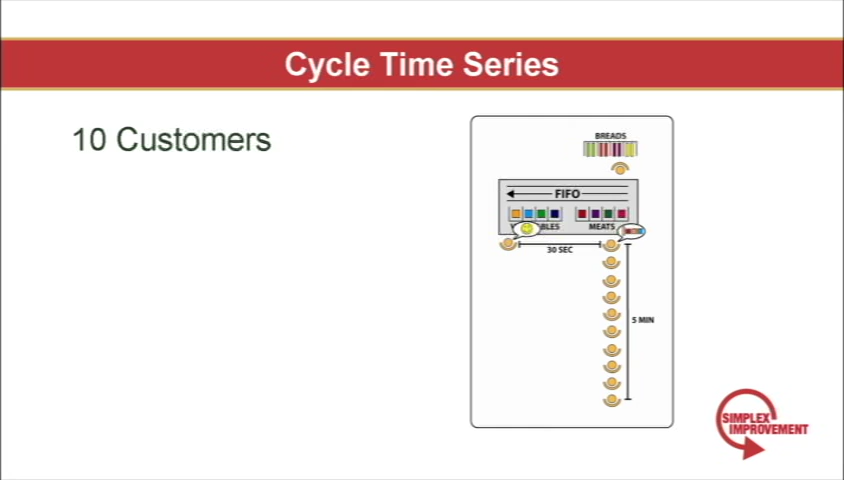 Cycle Time Series
10 Customers
BREADS
FIFO
MEATS
30 SEC
5 MIN
SIMPLEX
IMPROVEMENT